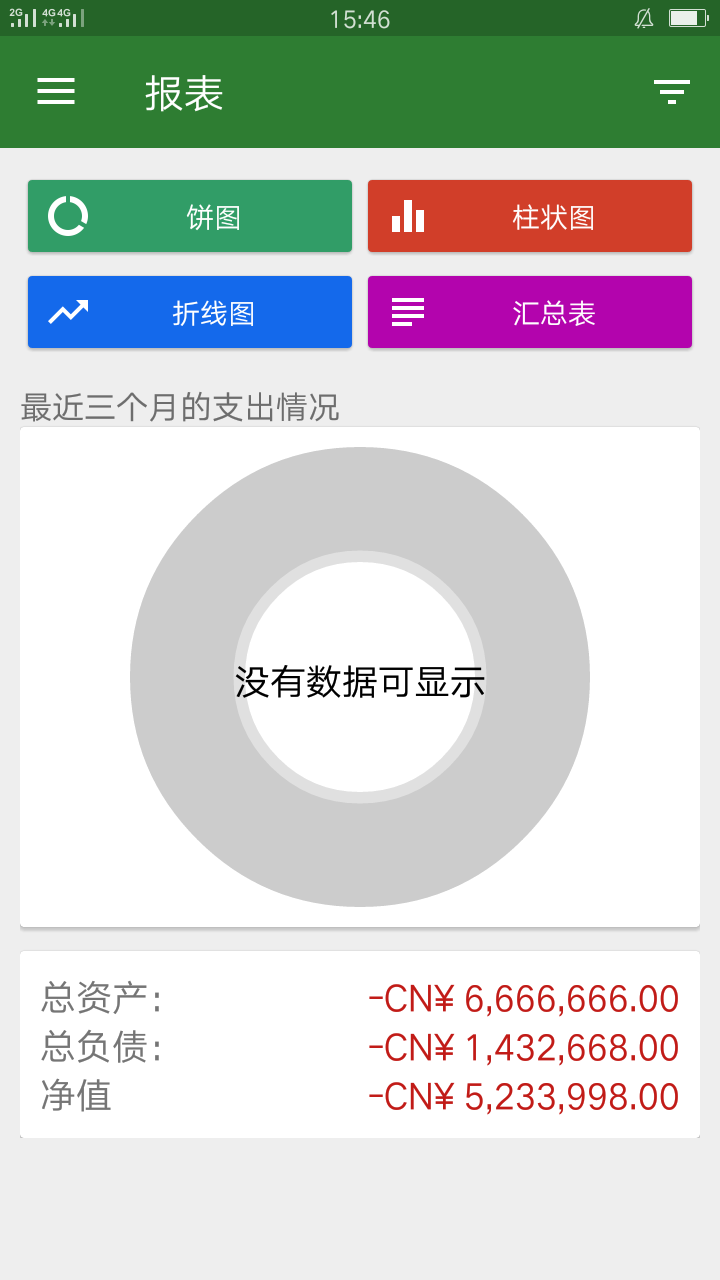 2G 4G 4G 15:46
报表
饼图 柱状图
折线图 汇总表
最近三个月的支出情况
没有数据可显示
总资产: -CN¥ 6,666,666.00
总负债: -CN¥ 1,432,668.00
净值 -CN¥ 5,233,998.00